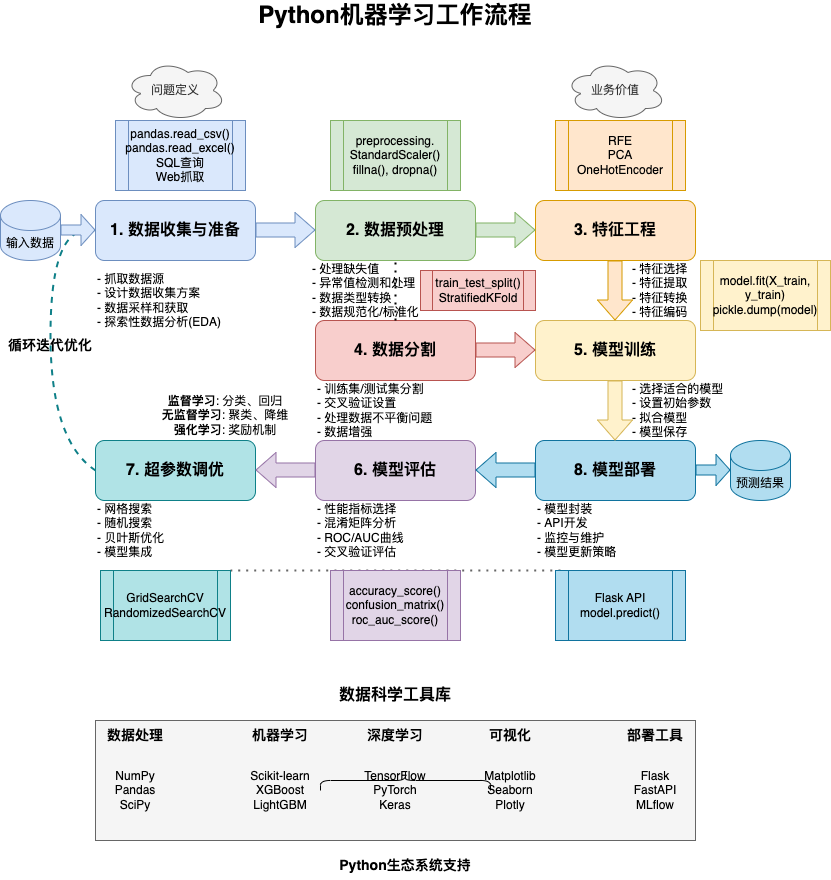 Python机器学习工作流程
问题定义
业务价值
pandas.read_csv()
pandas.read_excel()
SQL查询
Web抓取
preprocessing.
StandardScaler()
fillna(), dropna()
RFE
PCA
OneHotEncoder
输入数据
1. 数据收集与准备
2. 数据预处理
3. 特征工程
- 抓取数据源
- 设计数据收集方案
- 数据采样和获取
- 探索性数据分析(EDA)
- 处理缺失值
- 异常值检测和处理
- 数据类型转换
- 数据规范化/标准化
train_test_split()
StratifiedKFold
- 特征选择
- 特征提取
- 特征转换
- 特征编码
model.fit(X_train,
y_train)
pickle.dump(model)
循环迭代优化
4. 数据分割
5. 模型训练
监督学习: 分类、回归
无监督学习: 聚类、降维
强化学习: 奖励机制
- 训练集/测试集分割
- 交叉验证设置
- 处理数据不平衡问题
- 数据增强
- 选择适合的模型
- 设置初始参数
- 拟合模型
- 模型保存
7. 超参数调优
6. 模型评估
8. 模型部署
预测结果
- 网格搜索
- 随机搜索
- 贝叶斯优化
- 模型集成
- 性能指标选择
- 混淆矩阵分析
- ROC/AUC曲线
- 交叉验证评估
- 模型封装
- API开发
- 监控与维护
- 模型更新策略
GridSearchCV
RandomizedSearchCV
accuracy_score()
confusion_matrix()
roc_auc_score()
Flask API
model.predict()
数据科学工具库
数据处理
NumPy
Pandas
SciPy
机器学习
Scikit-learn
XGBoost
LightGBM
深度学习
TensorFlow
PyTorch
Keras
可视化
Matplotlib
Seaborn
Plotly
部署工具
Flask
FastAPI
MLflow
Python生态系统支持